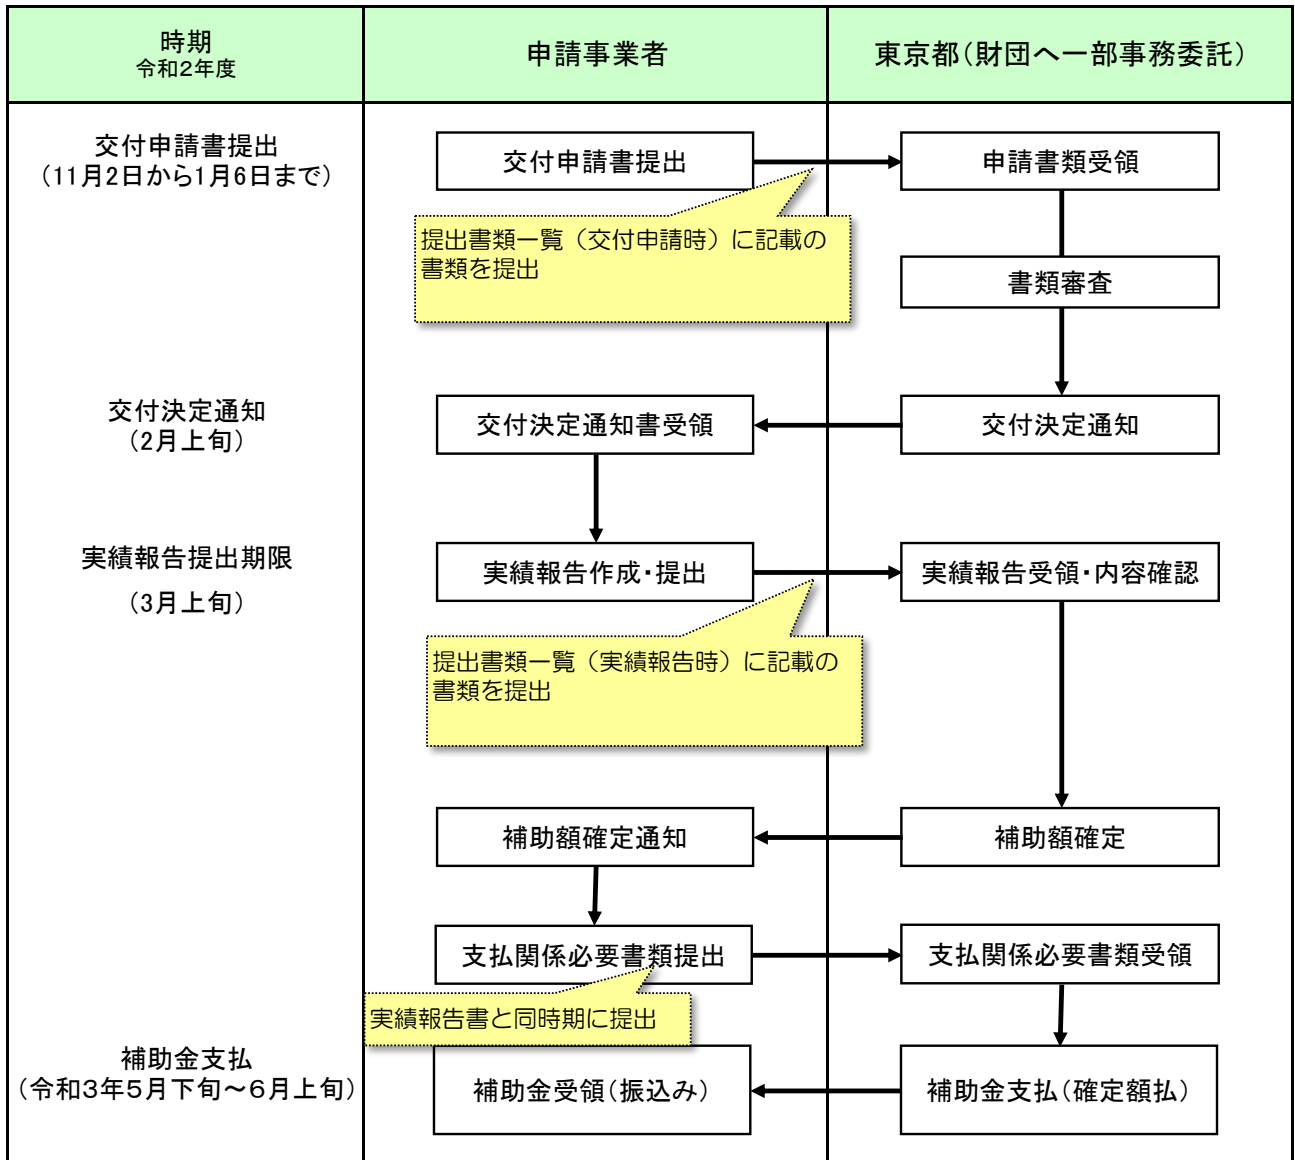 時期
令和2年度
申請事業者
東京都（財団へ一部事務委託）
交付申請書提出
（11月2日から1月6日まで）
交付申請書提出
申請書類受領
提出書類一覧（交付申請時）に記載の
書類を提出
書類審査
交付決定通知
（2月上旬）
交付決定通知書受領
交付決定通知
実績報告提出期限
（3月上旬）
実績報告作成・提出
実績報告受領・内容確認
提出書類一覧（実績報告時）に記載の
書類を提出
補助額確定通知
補助額確定
支払関係必要書類提出
支払関係必要書類受領
実績報告書と同時期に提出
補助金支払
（令和３年５月下旬～６月上旬）
補助金受領（振込み）
補助金支払（確定額払）